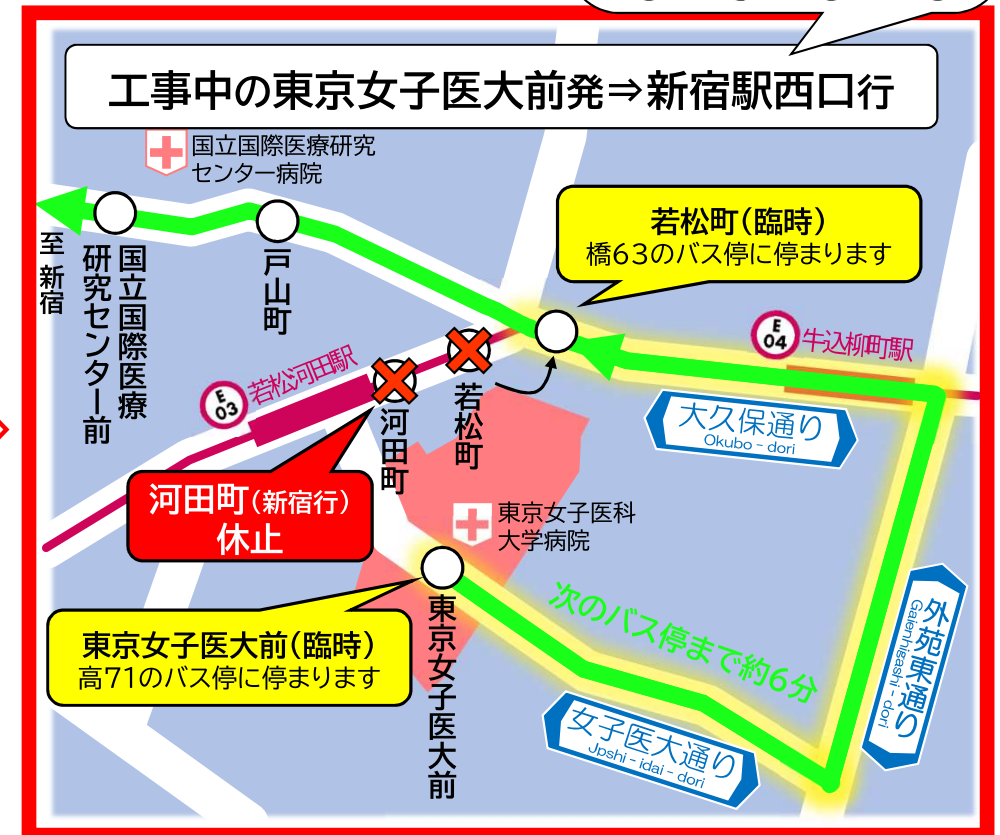 工事中の東京女子医大前発⇒新宿駅西口行
国立国際医療研究
センター病院
若松町(臨時)
橋63のバス停に停まります
至 新宿
国立国際医療
研究センター前
戸山町
E
04
牛込柳町駅
E
03
若松河田駅
若松町
河田町
大久保通り
Okubo-dori
河田町(新宿行)
休止
東京女子医科
大学病院
東京女子医大前(臨時)
高71のバス停に停まります
東京女子医大前
次のバス停まで約6分
外苑東通り
Gaienhigashi-dori
女子医大通り
Jpshi-idai-dori